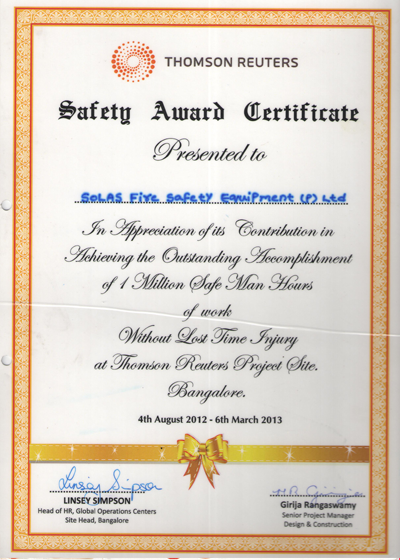 THOMSON REUTERS
Safety Award Certificate
Presented to
SoLAS Fire Safety Equipment (P) Ltd
In Appreciation of its Contribution in
Achieving the Outstanding Accomplishment
of 1 Million Safe Man Hours
of work
Without Lost Time Injury
at Thomson Reuters Project Site.
Bangalore.
4th August 2012 - 6th March 2013
Linsey Simpson
LINSEY SIMPSON
Head of HR, Global Operations Centers
Site Head, Bangalore
Girija Rangaswamy
Senior Project Manager
Design & Construction